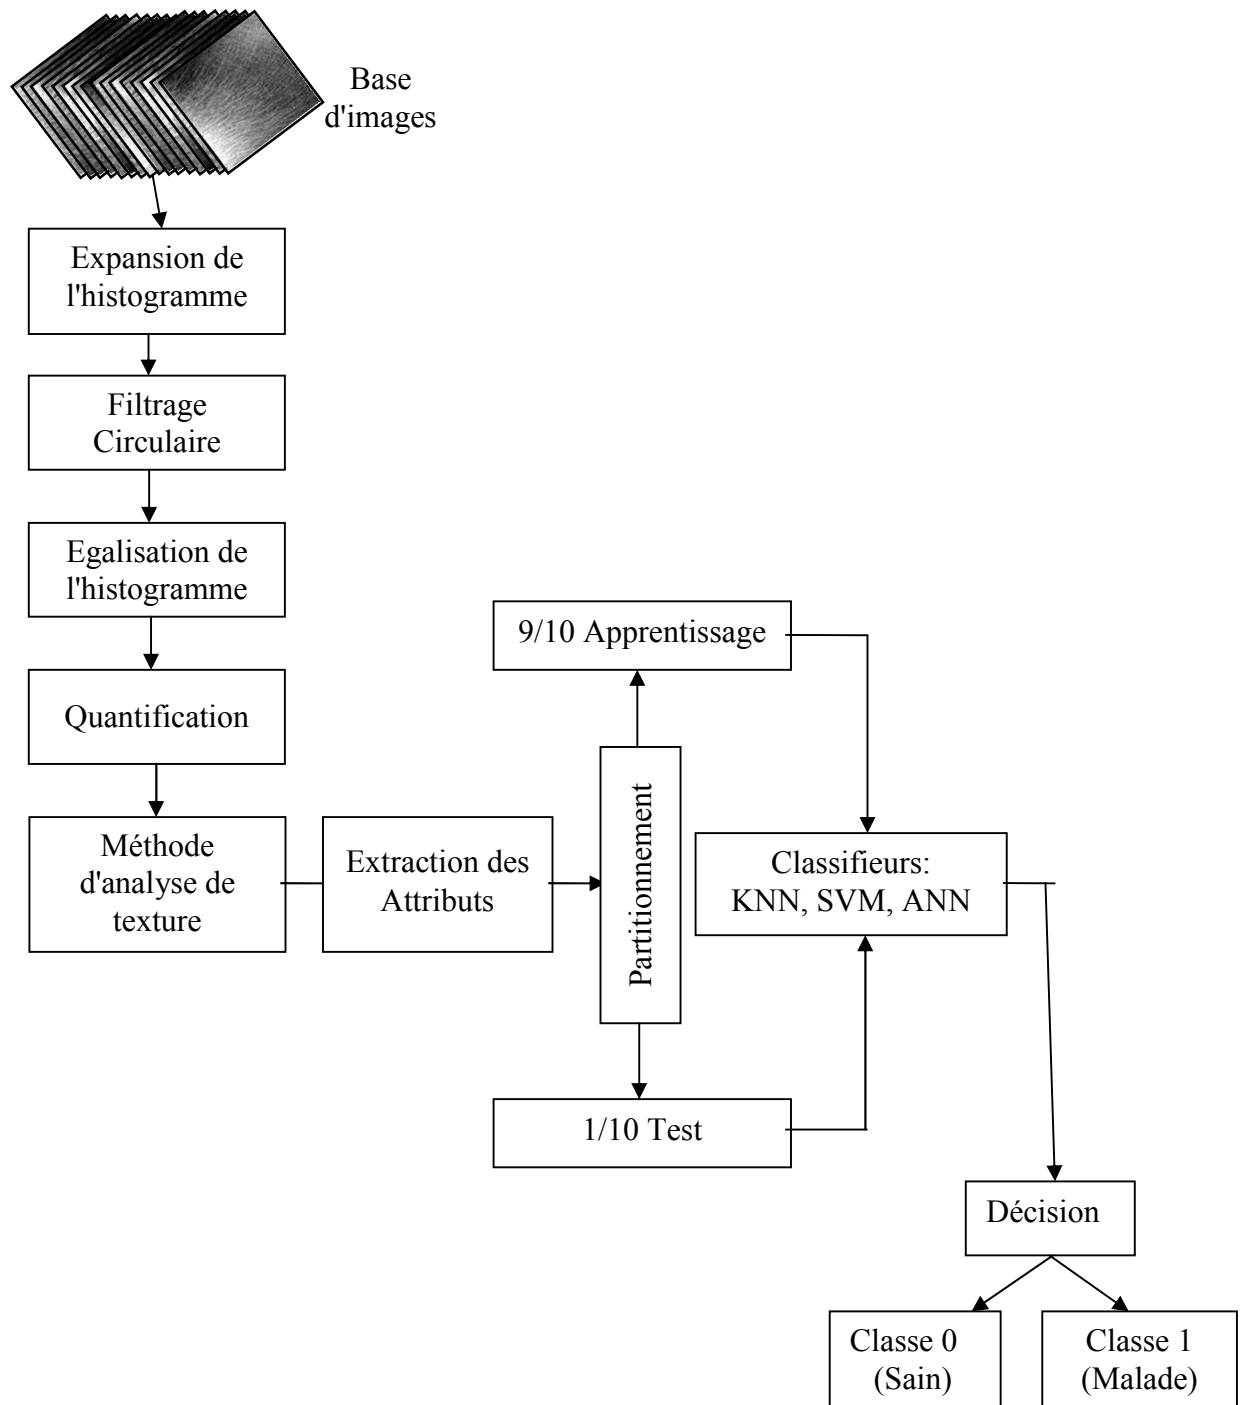 Base
d'images
Expansion de
l'histogramme
Filtrage
Circulaire
Egalisation de
l'histogramme
Quantification
Méthode
d'analyse de
texture
Extraction des
Attributs
Partitionnement
9/10 Apprentissage
1/10 Test
Classifieurs:
KNN, SVM, ANN
Décision
Classe 0
(Sain)
Classe 1
(Malade)